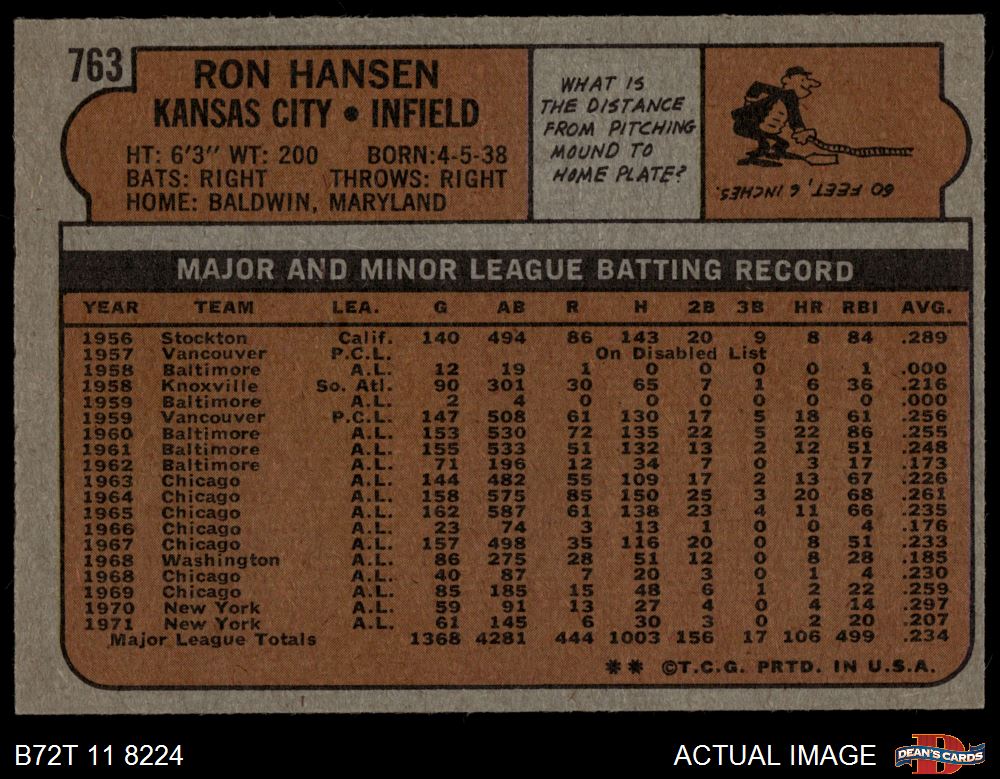 763
RON HANSEN
KANSAS CITY • INFIELD
HT: 6'3" WT: 200 BORN:4-5-38
BATS: RIGHT THROWS: RIGHT
HOME: BALDWIN, MARYLAND
WHAT IS
THE DISTANCE
FROM PITCHING
MOUND TO
HOME PLATE?
60 FEET, 6 INCHES.
MAJOR AND MINOR LEAGUE BATTING RECORD
YEAR TEAM LEA. G AB R H 2B 3B HR RBI AVG.
1956 Stockton Calif. 140 494 86 143 20 9 8 84 .289
1957 Vancouver P.C.L. On Disabled List
1958 Baltimore A.L. 12 19 1 0 0 0 0 1 .000
1958 Knoxville So. Atl. 90 301 30 65 7 1 6 36 .216
1959 Baltimore A.L. 2 4 0 0 0 0 0 0 .000
1959 Vancouver P.C.L. 147 508 61 130 17 5 18 61 .256
1960 Baltimore A.L. 153 530 72 135 22 5 22 86 .255
1961 Baltimore A.L. 155 533 51 132 13 2 12 51 .248
1962 Baltimore A.L. 71 196 12 34 7 0 3 17 .173
1963 Chicago A.L. 144 482 55 109 17 2 13 67 .226
1964 Chicago A.L. 158 575 85 150 25 3 20 68 .261
1965 Chicago A.L. 162 587 61 138 23 4 11 66 .235
1966 Chicago A.L. 23 74 3 13 1 0 0 4 .176
1967 Chicago A.L. 157 498 35 116 20 0 8 51 .233
1968 Washington A.L. 86 275 28 51 12 0 8 28 .185
1968 Chicago A.L. 40 87 7 20 3 0 1 4 .230
1969 Chicago A.L. 85 185 15 48 6 1 2 22 .259
1970 New York A.L. 59 91 13 27 4 0 4 14 .297
1971 New York A.L. 61 145 6 30 3 0 2 20 .207
Major League Totals 1368 4281 444 1003 156 17 106 499 .234
** ©T.C.G. PRTD. IN U.S.A.
B72T 11 8224
ACTUAL IMAGE
DEAN'S CARDS